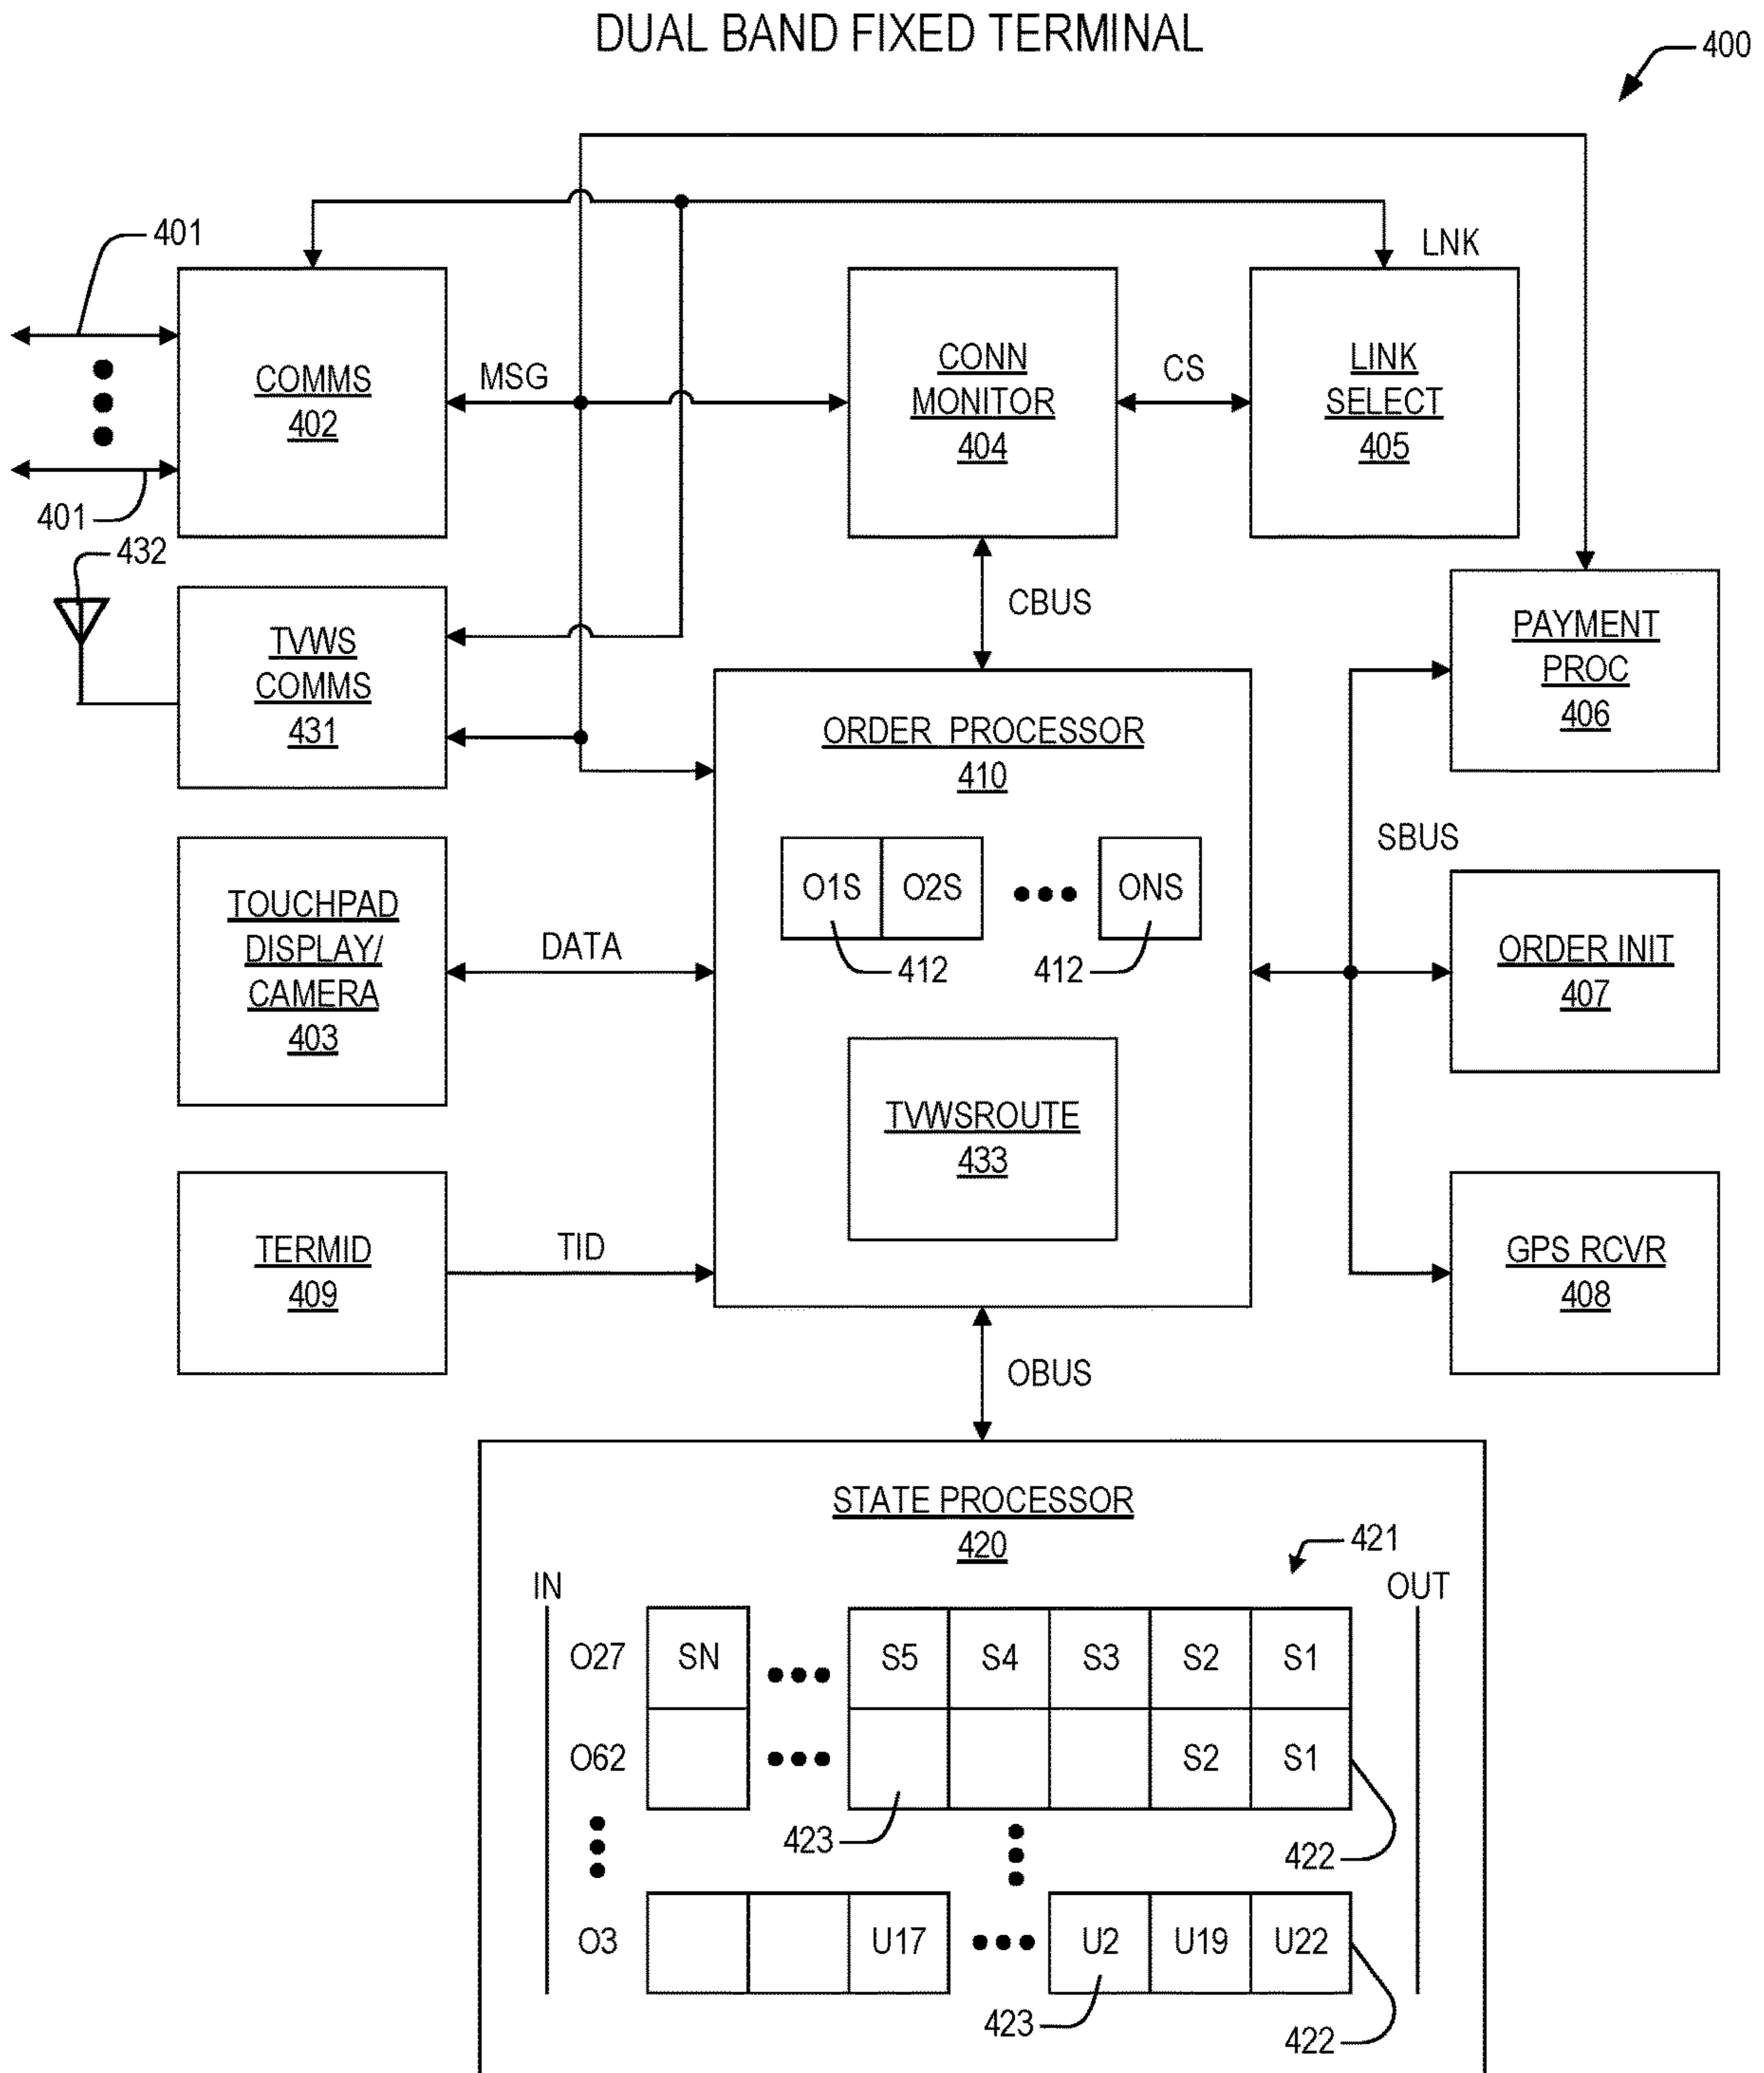 DUAL BAND FIXED TERMINAL
400
401
LNK
COMMS
402
MSG
CONN
MONITOR
404
CS
LINK
SELECT
405
401
432
TVWS
COMMS
431
CBUS
PAYMENT
PROC
406
ORDER PROCESSOR
410
O1S O2S ONS
412 412
SBUS
TOUCHPAD
DISPLAY/
CAMERA
403
DATA
ORDER INIT
407
TVWSROUTE
433
TERMID
409
TID
GPS RCVR
408
OBUS
STATE PROCESSOR
420
421
IN OUT
O27 SN S5 S4 S3 S2 S1
O62 S2 S1
423 422
O3 U17 U2 U19 U22
423 422